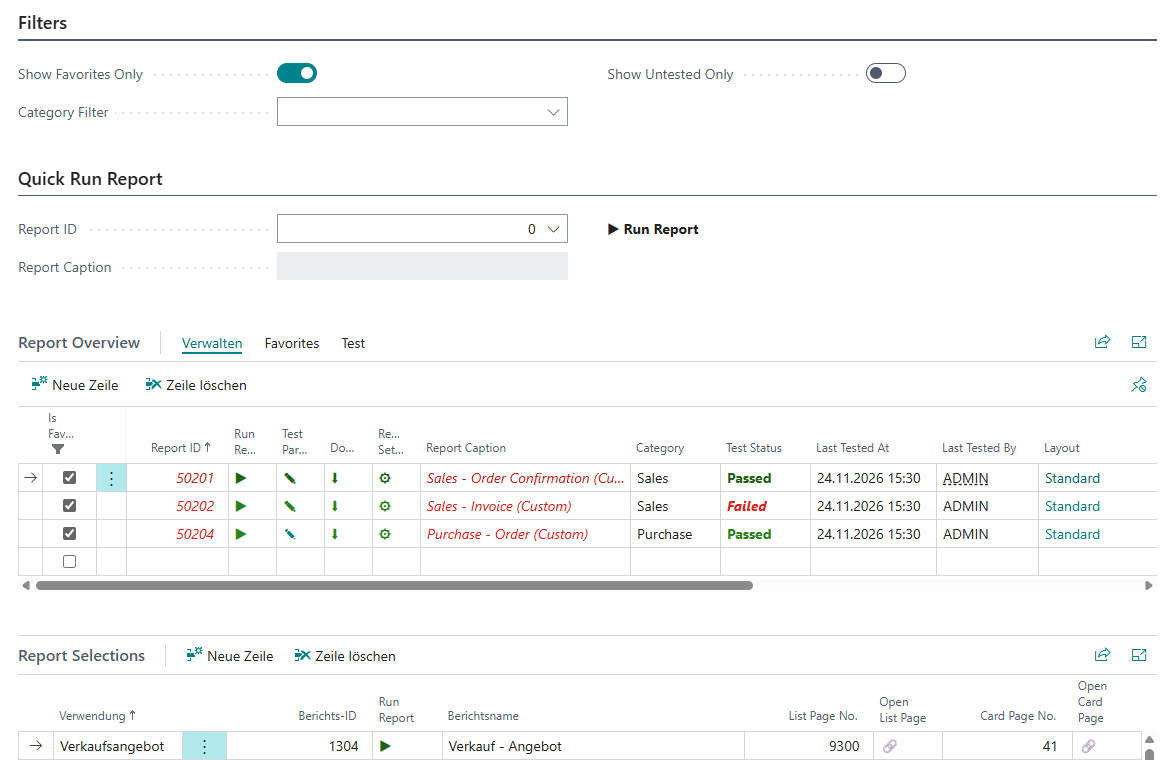 Filters
Show Favorites Only
Show Untested Only
Category Filter
Quick Run Report
Report ID
0
Run Report
Report Caption
Report Overview
Verwalten
Favorites
Test
Neue Zeile
Zeile löschen
Is Fav...
Report ID ↑
Run Re...
Test Par...
Do...
Re... Set...
Report Caption
Category
Test Status
Last Tested At
Last Tested By
Layout
50201 Sales - Order Confirmation (Cu... Sales Passed 24.11.2026 15:30 ADMIN Standard
50202 Sales - Invoice (Custom) Sales Failed 24.11.2026 15:30 ADMIN Standard
50204 Purchase - Order (Custom) Purchase Passed 24.11.2026 15:30 ADMIN Standard
Report Selections
Neue Zeile
Zeile löschen
Verwendung ↑
Berichts-ID
Run Report
Berichtsname
List Page No.
Open List Page
Card Page No.
Open Card Page
Verkaufsangebot 1304 Verkauf - Angebot 9300 41